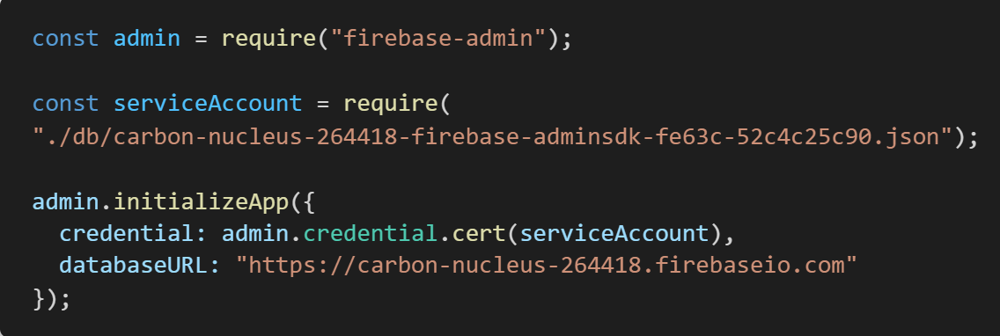 const admin = require("firebase-admin");
const serviceAccount = require(
"./db/carbon-nucleus-264418-firebase-adminsdk-fe63c-52c4c25c90.json");
admin.initializeApp({
  credential: admin.credential.cert(serviceAccount),
  databaseURL: "https://carbon-nucleus-264418.firebaseio.com"
});